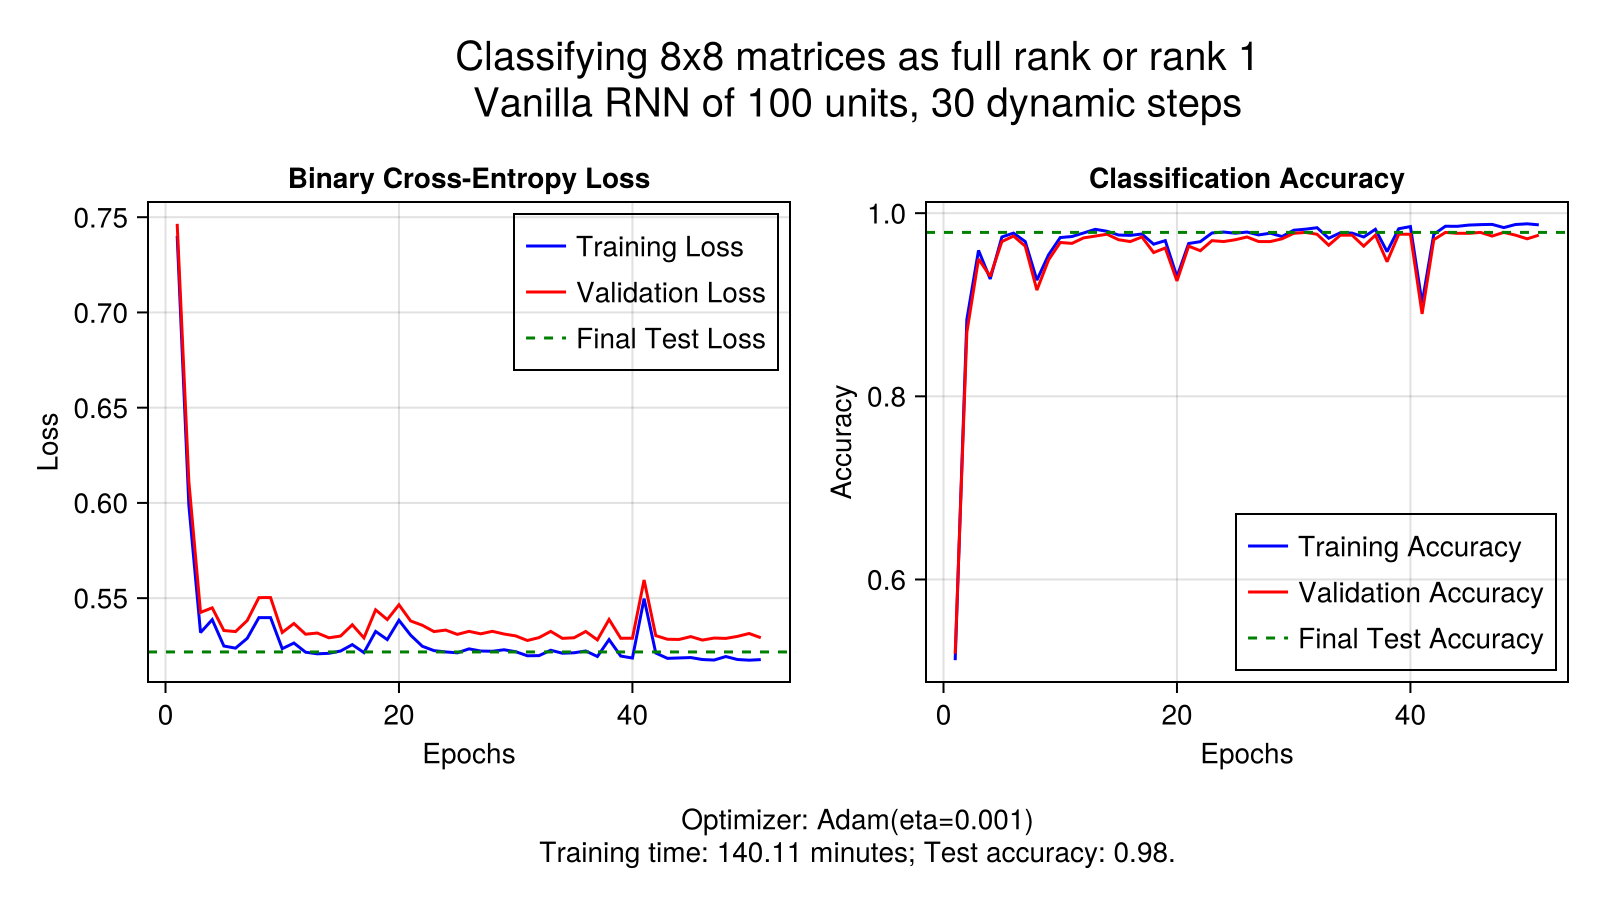 Classifying 8x8 matrices as full rank or rank 1
Vanilla RNN of 100 units, 30 dynamic steps
Binary Cross-Entropy Loss
0.75
0.70
0.65
0.60
0.55
Loss
Training Loss
Validation Loss
Final Test Loss
0
20
40
Epochs
Classification Accuracy
1.0
0.8
0.6
Accuracy
Training Accuracy
Validation Accuracy
Final Test Accuracy
0
20
40
Epochs
Optimizer: Adam(eta=0.001)
Training time: 140.11 minutes; Test accuracy: 0.98.